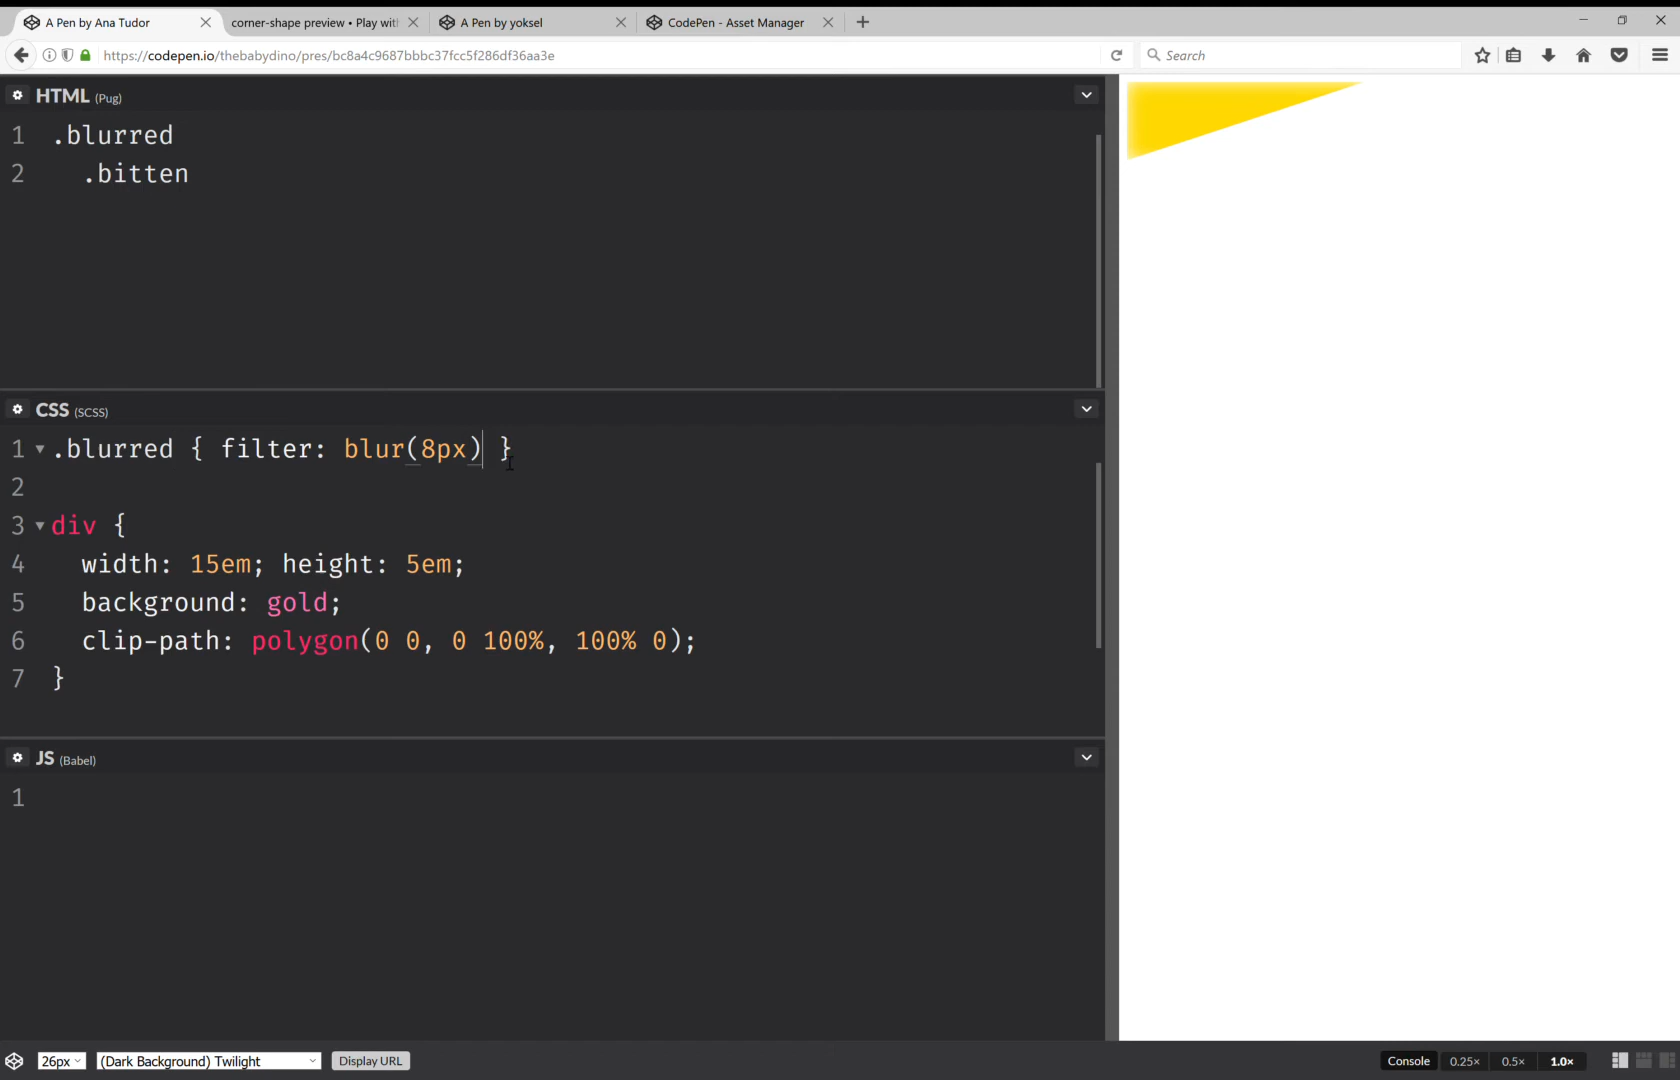 A Pen by Ana Tudor
corner-shape preview • Play wit
A Pen by yoksel
CodePen - Asset Manager
https://codepen.io/thebabydino/pres/bc8a4c9687bbbc37fcc5f286df36aa3e
Search
HTML (Pug)
1 .blurred
2 .bitten
CSS (SCSS)
1 .blurred { filter: blur(8px) }
2
3 div {
4 width: 15em; height: 5em;
5 background: gold;
6 clip-path: polygon(0 0, 0 100%, 100% 0);
7 }
JS (Babel)
1
26px
(Dark Background) Twilight
Display URL
Console
0.25×
0.5×
1.0×